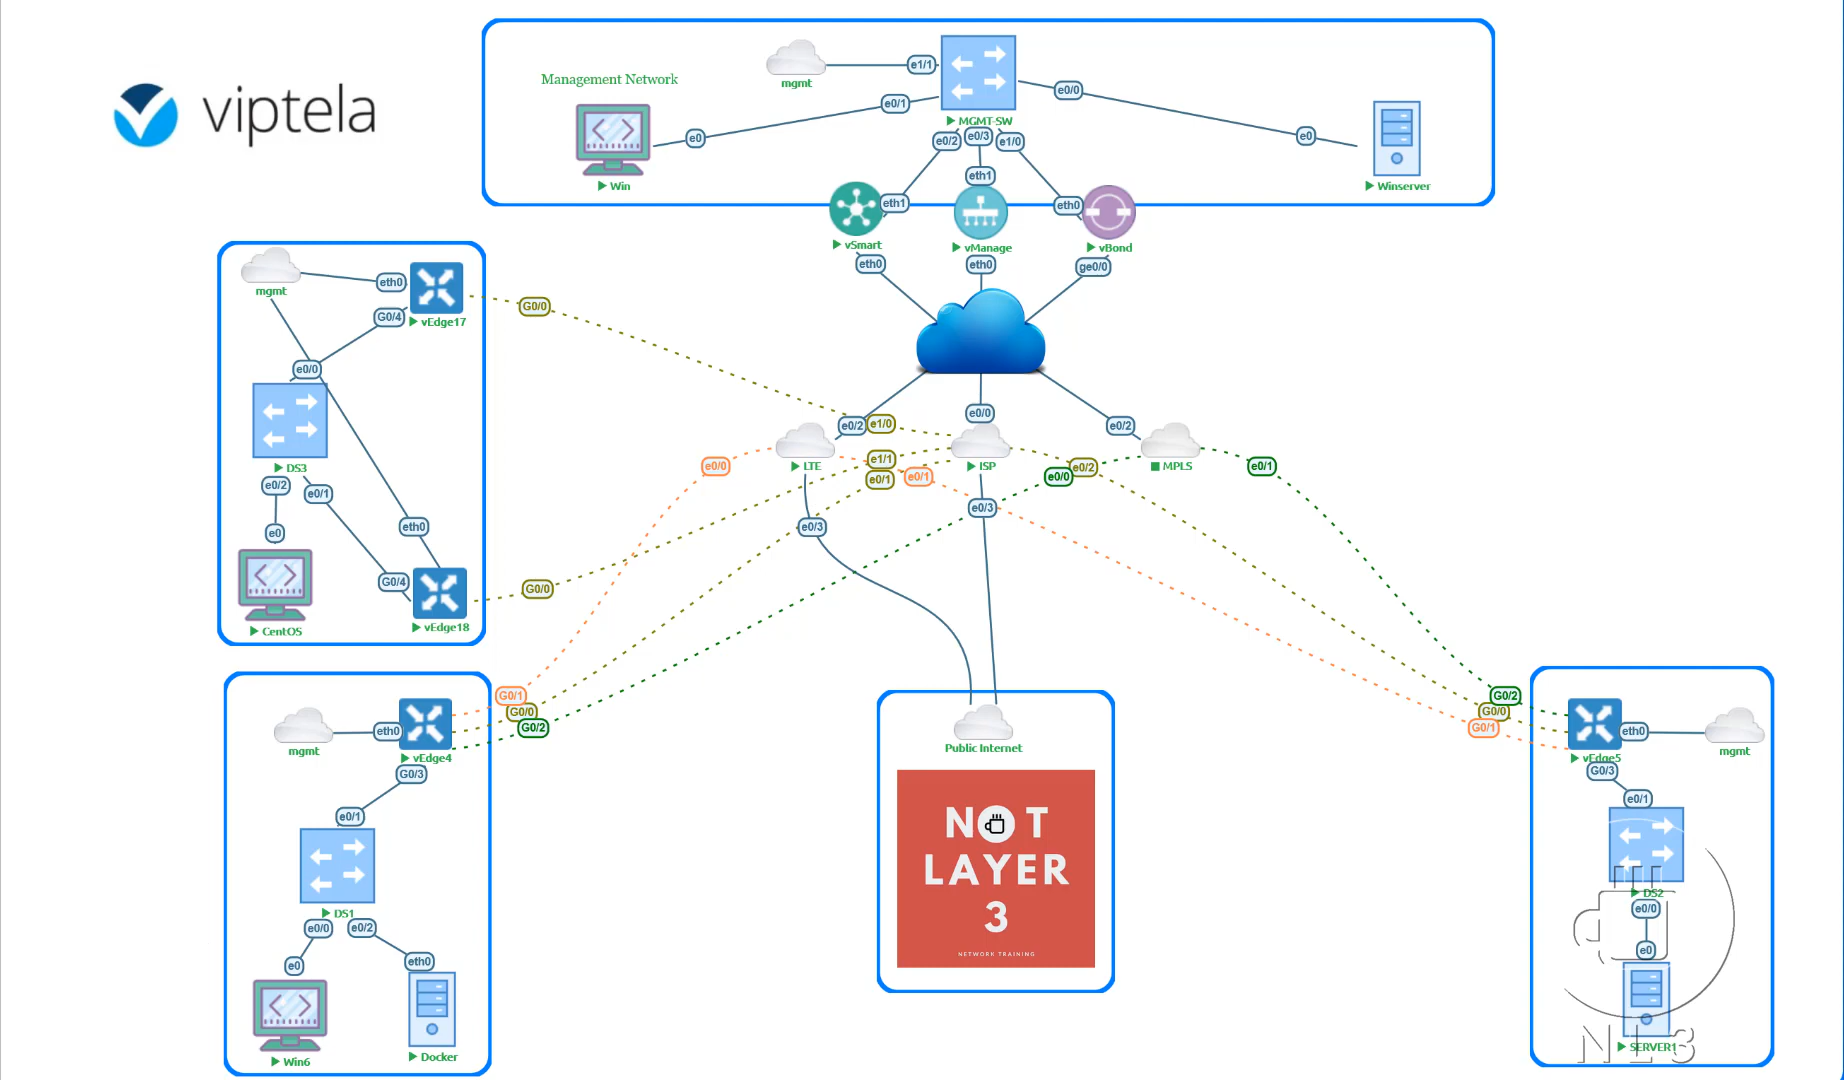 viptela
Management Network
mgmt
e1/1
e0/1
e0/0
e0
e0
Win
MGMT-SW
Winserver
e0/2
e0/3
e1/0
eth1
eth1
eth0
vSmart
vManage
vBond
eth0
eth0
ge0/0
mgmt
eth0
G0/4
vEdge17
G0/0
e0/0
DS3
e0/2
e0/1
e0
eth0
G0/4
CentOS
vEdge18
G0/0
e0/2
e1/0
e0/0
e0/2
LTE
ISP
MPLS
e0/0
e1/1
e0/1
e0/1
e0/2
e0/0
e0/1
e0/3
e0/3
G0/1
G0/0
G0/2
mgmt
eth0
vEdge4
G0/3
e0/1
DS1
e0/0
e0/2
e0
eth0
Win6
Docker
Public Internet
NOT
LAYER
3
NETWORK TRAINING
G0/2
G0/0
G0/1
eth0
mgmt
vEdge5
G0/3
e0/1
DS2
e0/0
e0
SERVER1
NL3